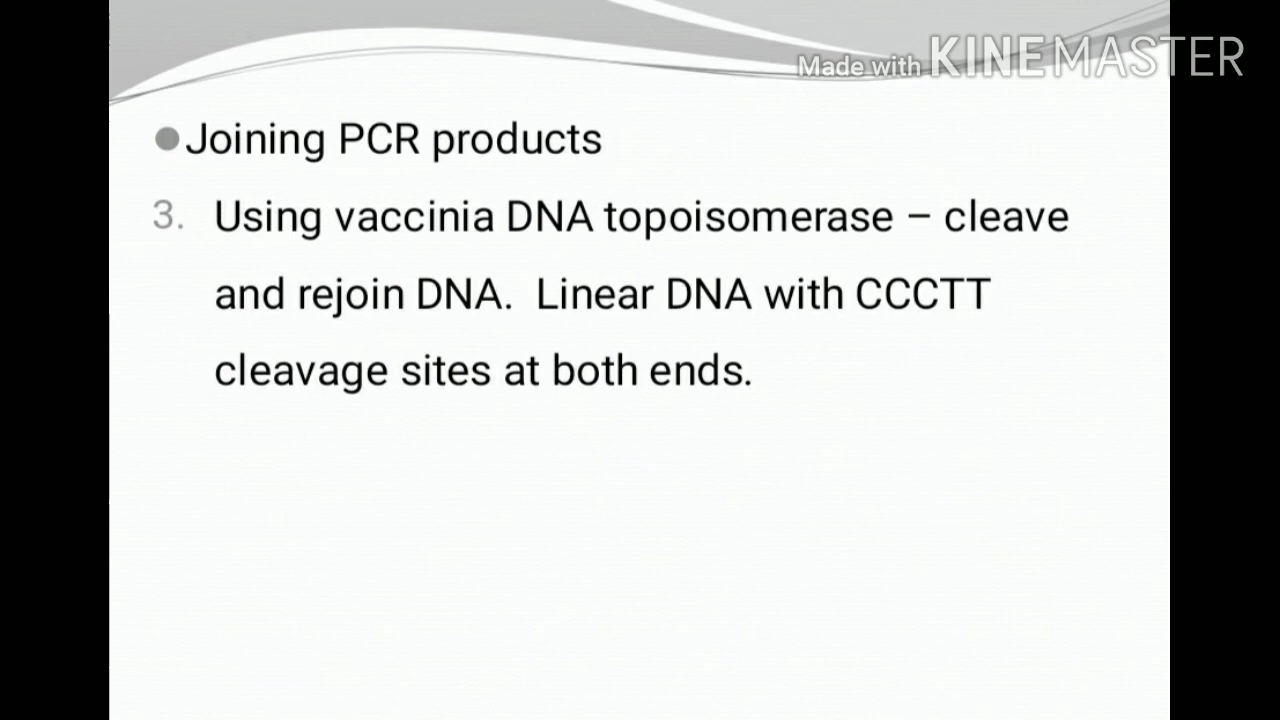 Made with KINEMASTER
●Joining PCR products
3. Using vaccinia DNA topoisomerase – cleave
and rejoin DNA.  Linear DNA with CCCTT
cleavage sites at both ends.